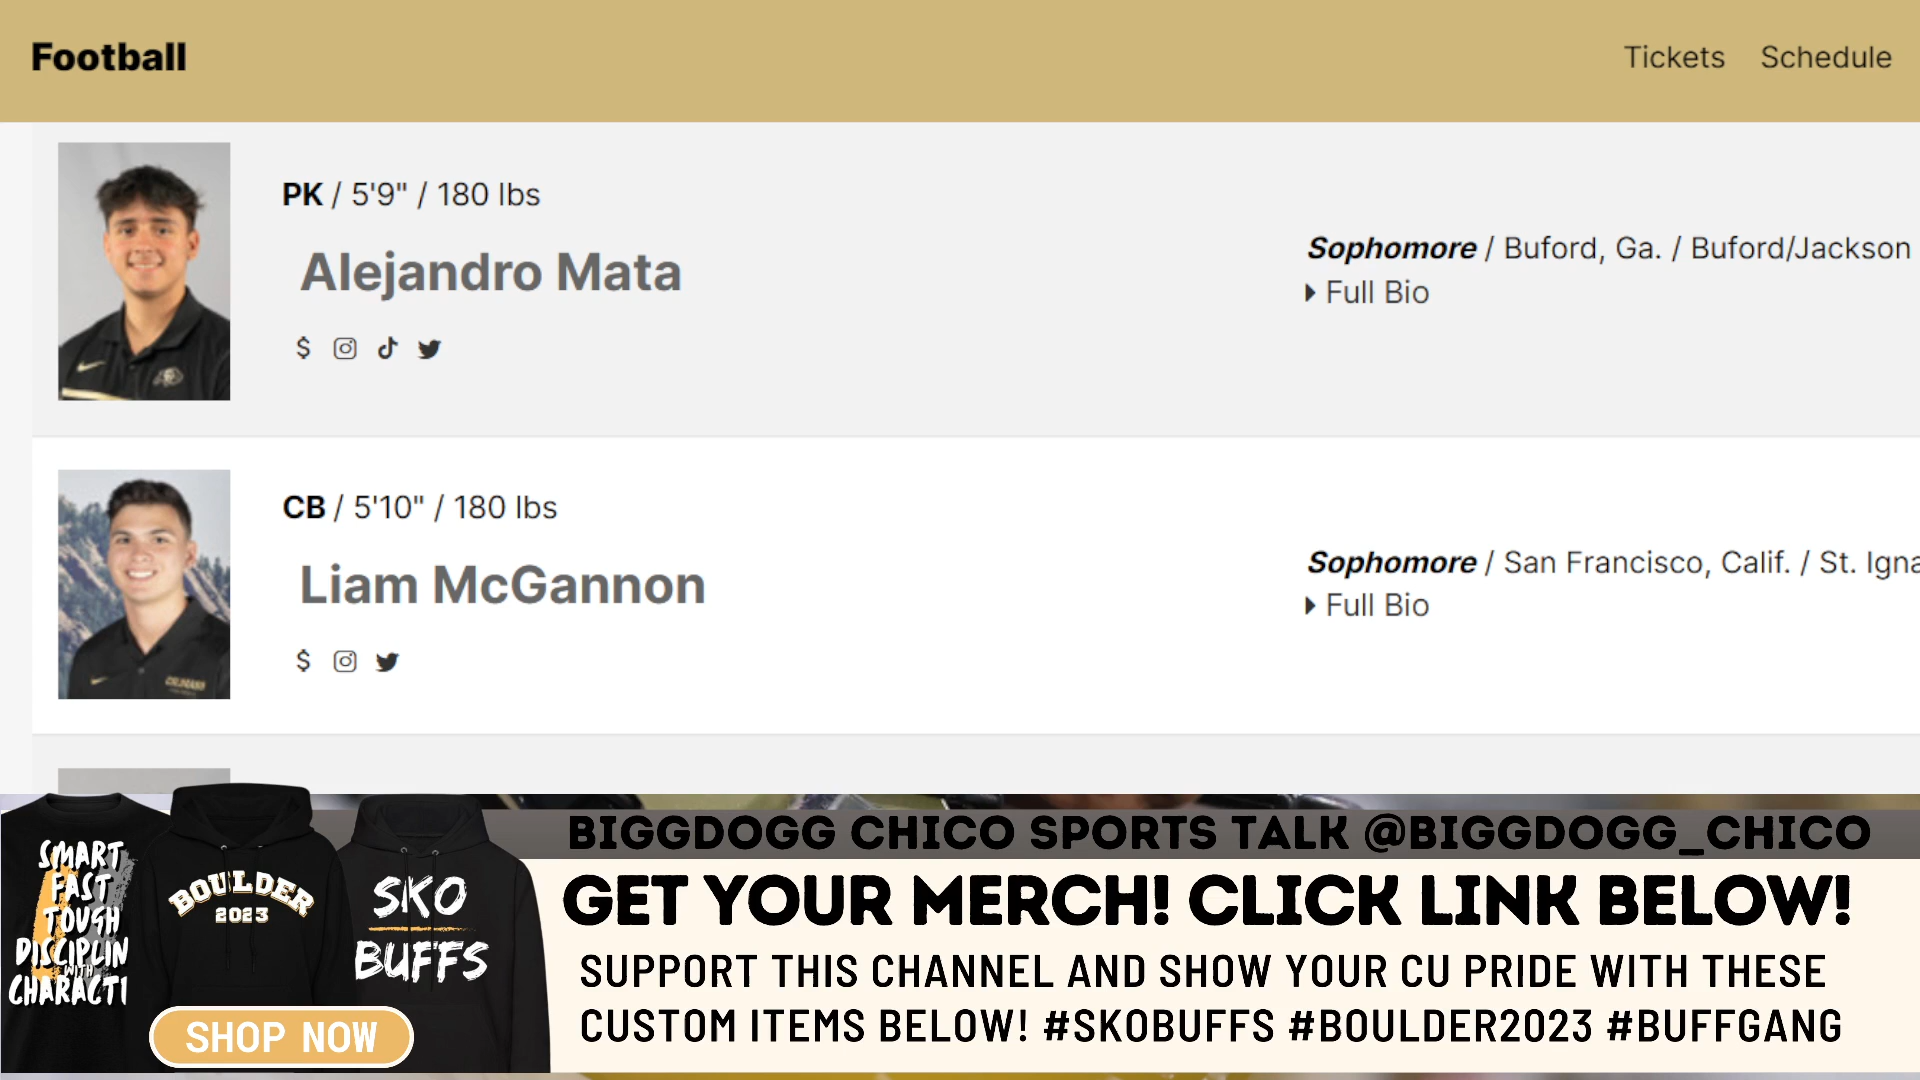 Football
Tickets Schedule
PK / 5'9" / 180 lbs
Alejandro Mata
Sophomore / Buford, Ga. / Buford/Jackson
Full Bio
$
CB / 5'10" / 180 lbs
Liam McGannon
Sophomore / San Francisco, Calif. / St. Igna
Full Bio
$
BIGGDOGG CHICO SPORTS TALK @BIGGDOGG_CHICO
GET YOUR MERCH! CLICK LINK BELOW!
SUPPORT THIS CHANNEL AND SHOW YOUR CU PRIDE WITH THESE
CUSTOM ITEMS BELOW! #SKOBUFFS #BOULDER2023 #BUFFGANG
SMART
FAST
TOUGH
DISCIPLIN
WITH
CHARACT
BOULDER
2023
SKO
BUFFS
SHOP NOW